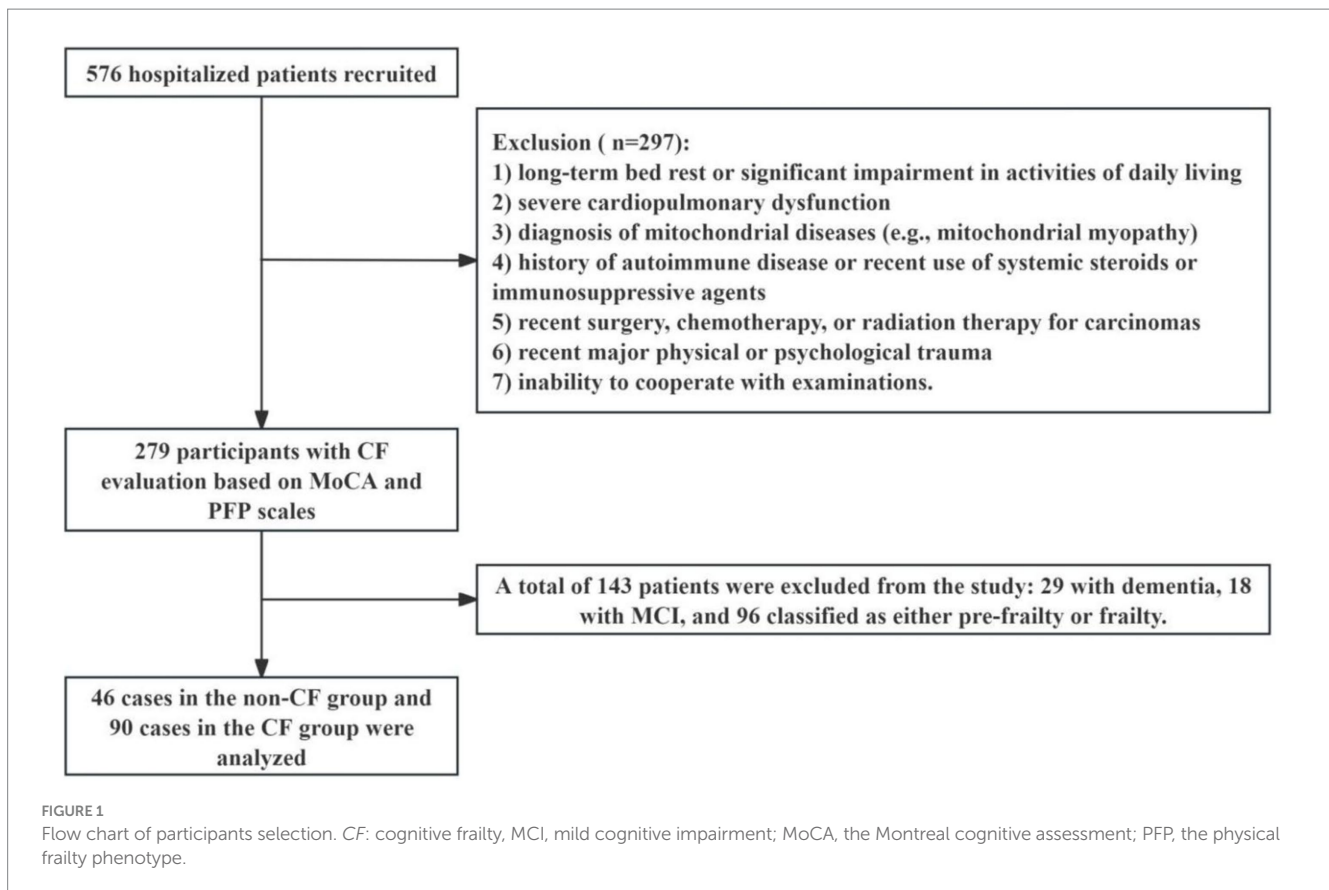 576 hospitalized patients recruited
Exclusion ( n=297):
1) long-term bed rest or significant impairment in activities of daily living
2) severe cardiopulmonary dysfunction
3) diagnosis of mitochondrial diseases (e.g., mitochondrial myopathy)
4) history of autoimmune disease or recent use of systemic steroids or
immunosuppressive agents
5) recent surgery, chemotherapy, or radiation therapy for carcinomas
6) recent major physical or psychological trauma
7) inability to cooperate with examinations.
279 participants with CF
evaluation based on MoCA and
PFP scales
A total of 143 patients were excluded from the study: 29 with dementia, 18
with MCI, and 96 classified as either pre-frailty or frailty.
46 cases in the non-CF group and
90 cases in the CF group were
analyzed
FIGURE 1
Flow chart of participants selection. CF: cognitive frailty, MCI, mild cognitive impairment; MoCA, the Montreal cognitive assessment; PFP, the physical
frailty phenotype.